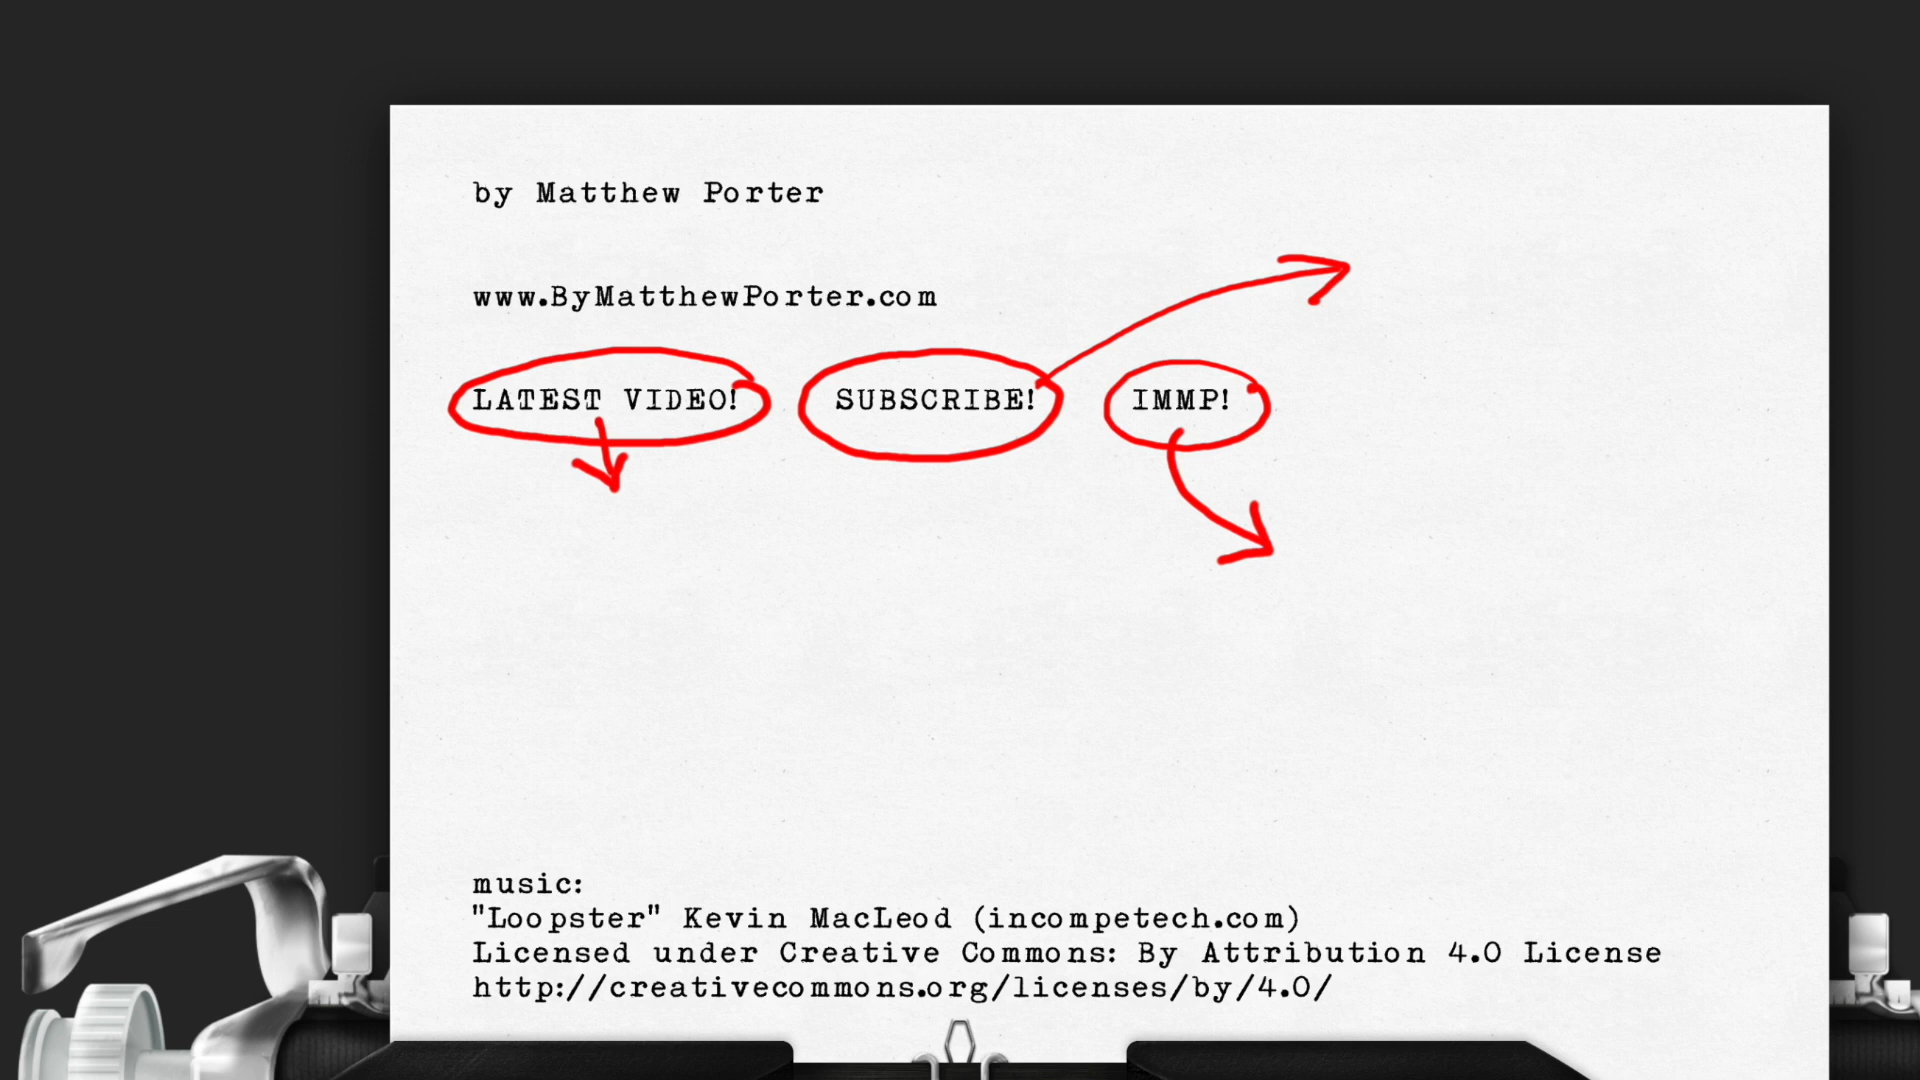 by Matthew Porter
www.ByMatthewPorter.com
LATEST VIDEO! SUBSCRIBE! IMMP!
music:
"Loopster" Kevin MacLeod (incompetech.com)
Licensed under Creative Commons: By Attribution 4.0 License
http://creativecommons.org/licenses/by/4.0/